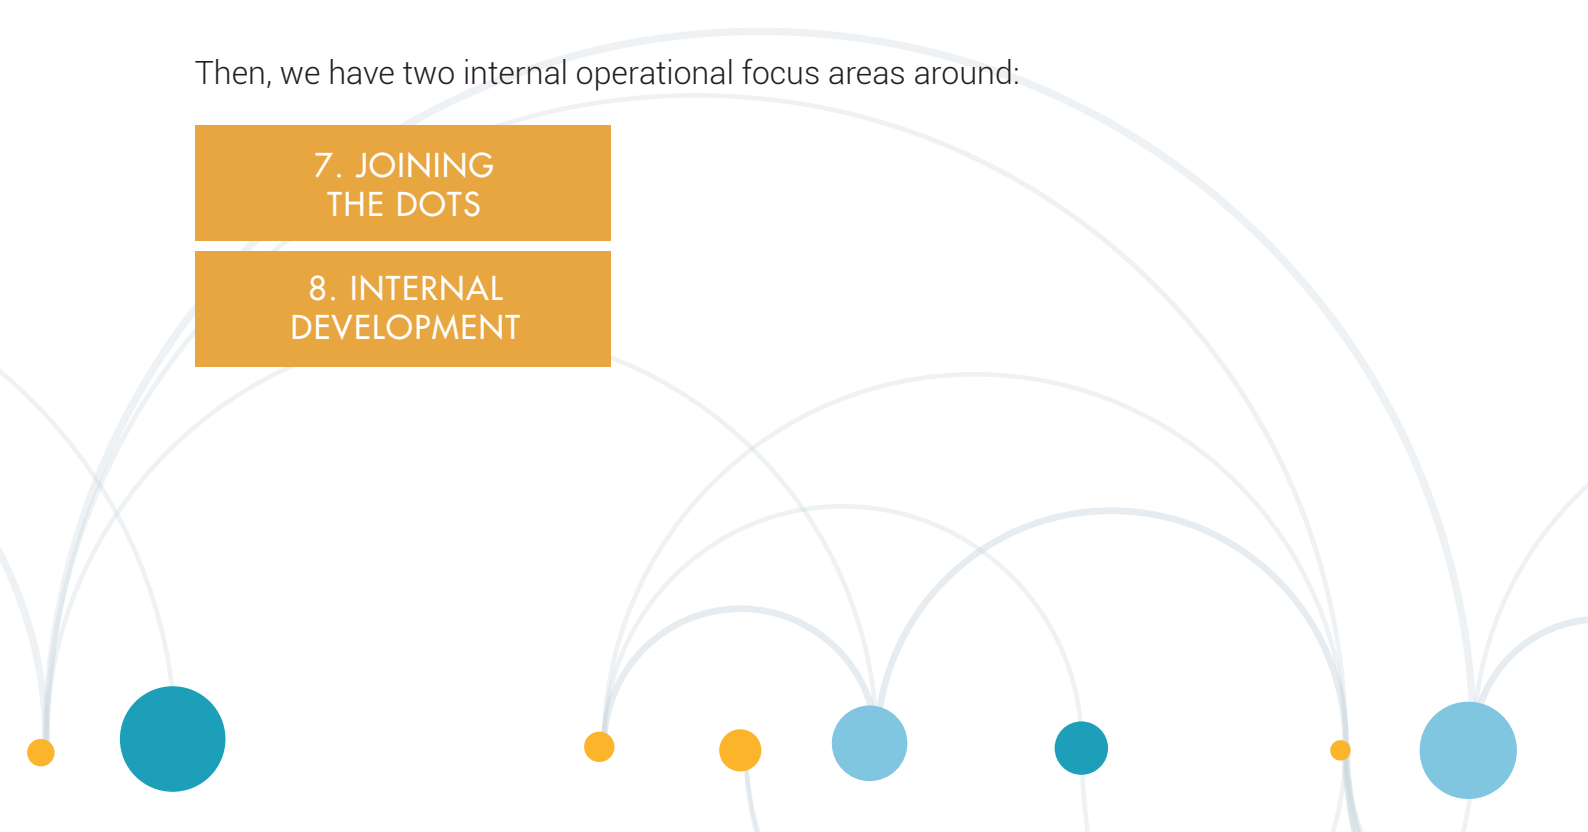 Then, we have two internal operational focus areas around:
7. JOINING
THE DOTS
8. INTERNAL
DEVELOPMENT